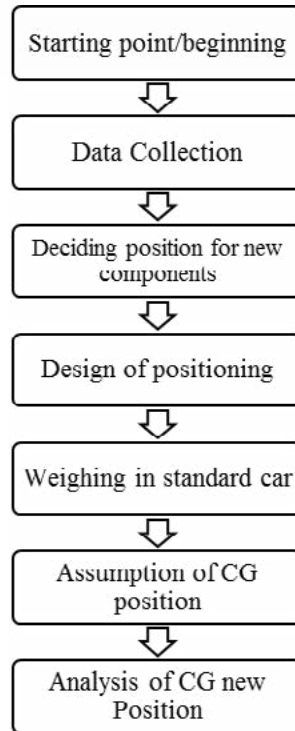 Starting point/beginning
Data Collection
Deciding position for new
components
Design of positioning
Weighing in standard car
Assumption of CG
position
Analysis of CG new
Position